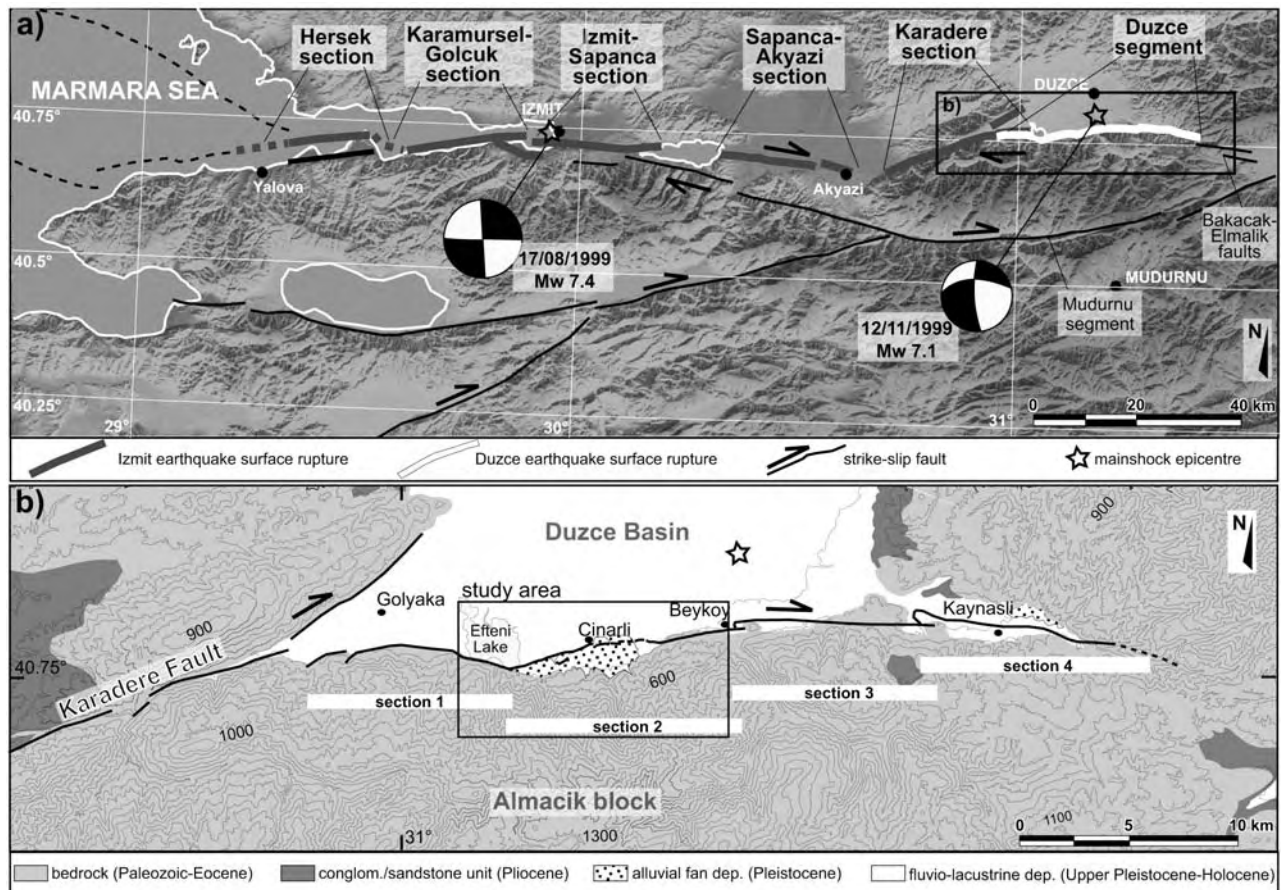 a)
Hersek
section
Karamursel-
Golcuk
section
Izmit-
Sapanca
section
Sapanca-
Akyazi
section
Karadere
section
Duzce
segment
MARMARA SEA
IZMIT
DUZCE
b)
40.75°
Yalova
Akyazi
17/08/1999
Mw 7.4
Bakacak-
Elmalik
faults
40.5°
MUDURNU
Mudurnu
segment
12/11/1999
Mw 7.1
N
40.25°
29°
30°
31°
0 20 40 km
Izmit earthquake surface rupture
Duzce earthquake surface rupture
strike-slip fault
mainshock epicentre
b)
Duzce Basin
900
N
study area
Golyaka
Efteni
Lake
Cinarli
Beykoy
Kaynasli
900
40.75°
Karadere Fault
600
section 1
section 2
section 3
section 4
1000
Almacik block
31°
1300
1100
0 5 10 km
bedrock (Paleozoic-Eocene)
conglom./sandstone unit (Pliocene)
alluvial fan dep. (Pleistocene)
fluvio-lacustrine dep. (Upper Pleistocene-Holocene)